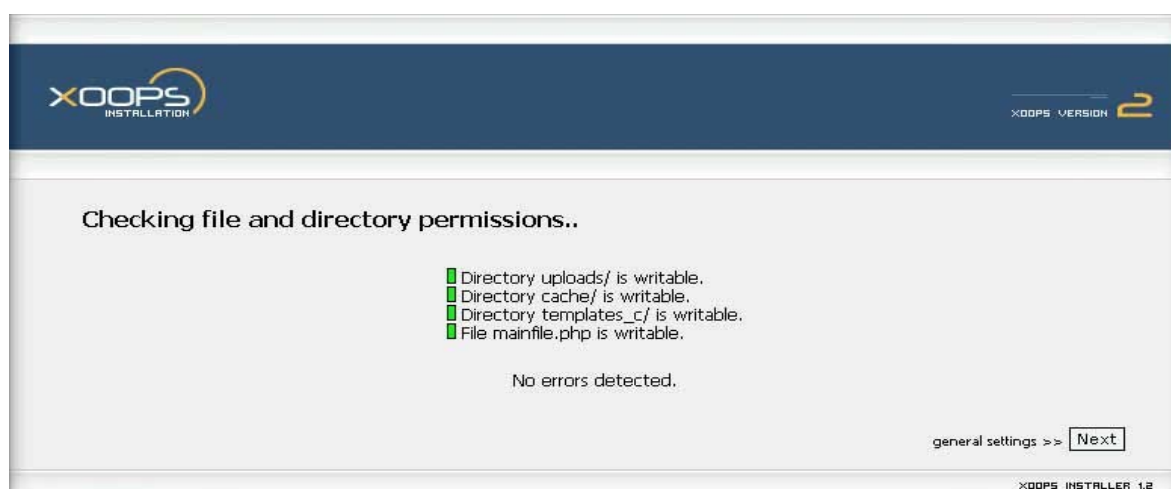 XOOPS
INSTALLATION
XOOPS VERSION 2
Checking file and directory permissions..
Directory uploads/ is writable.
Directory cache/ is writable.
Directory templates_c/ is writable.
File mainfile.php is writable.
No errors detected.
general settings >> Next
XOOPS INSTALLER 1.2